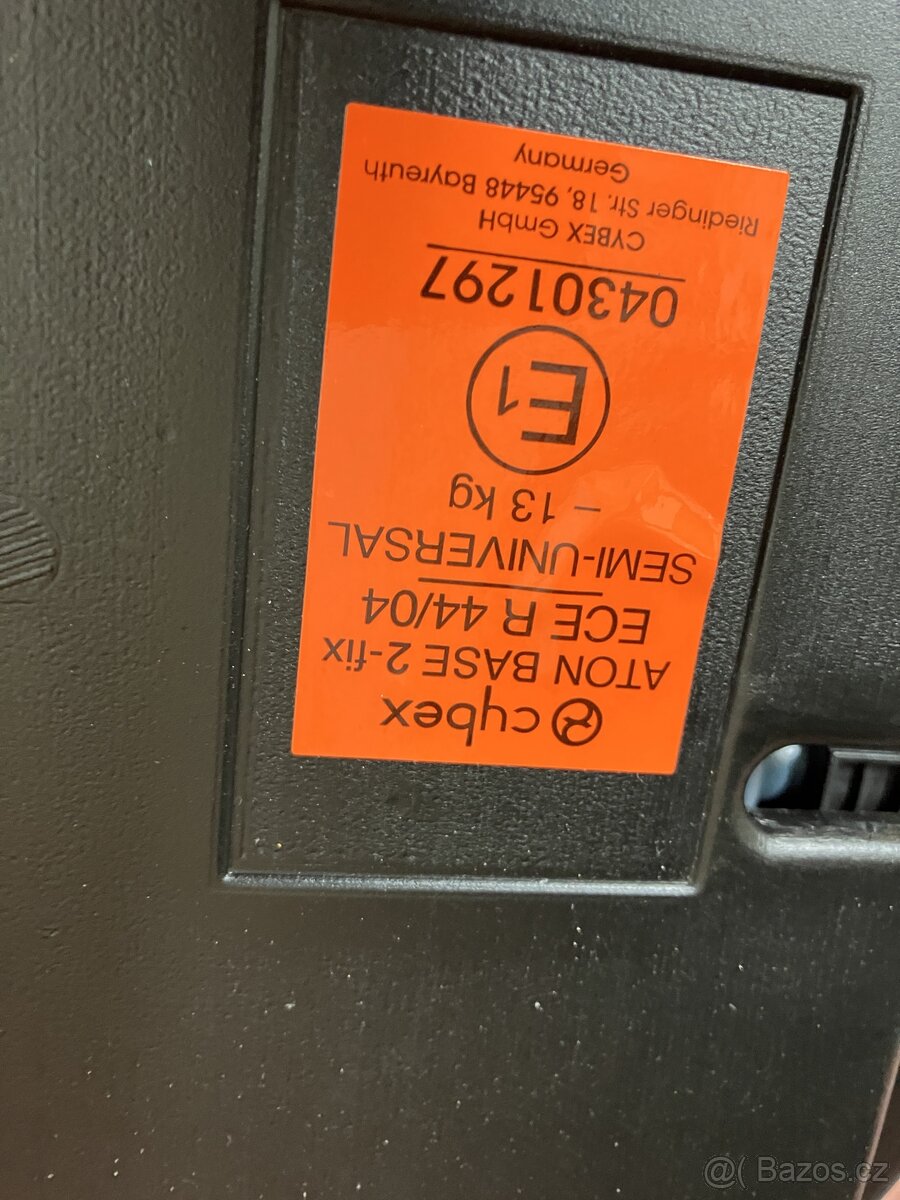 cybex
ATON BASE 2-fix
ECE R 44/04
SEMI-UNIVERSAL
– 13 kg
E1
04301297
CYBEX GmbH
Riedinger Str. 18, 95448 Bayreuth
Germany
@( Bazos.cz